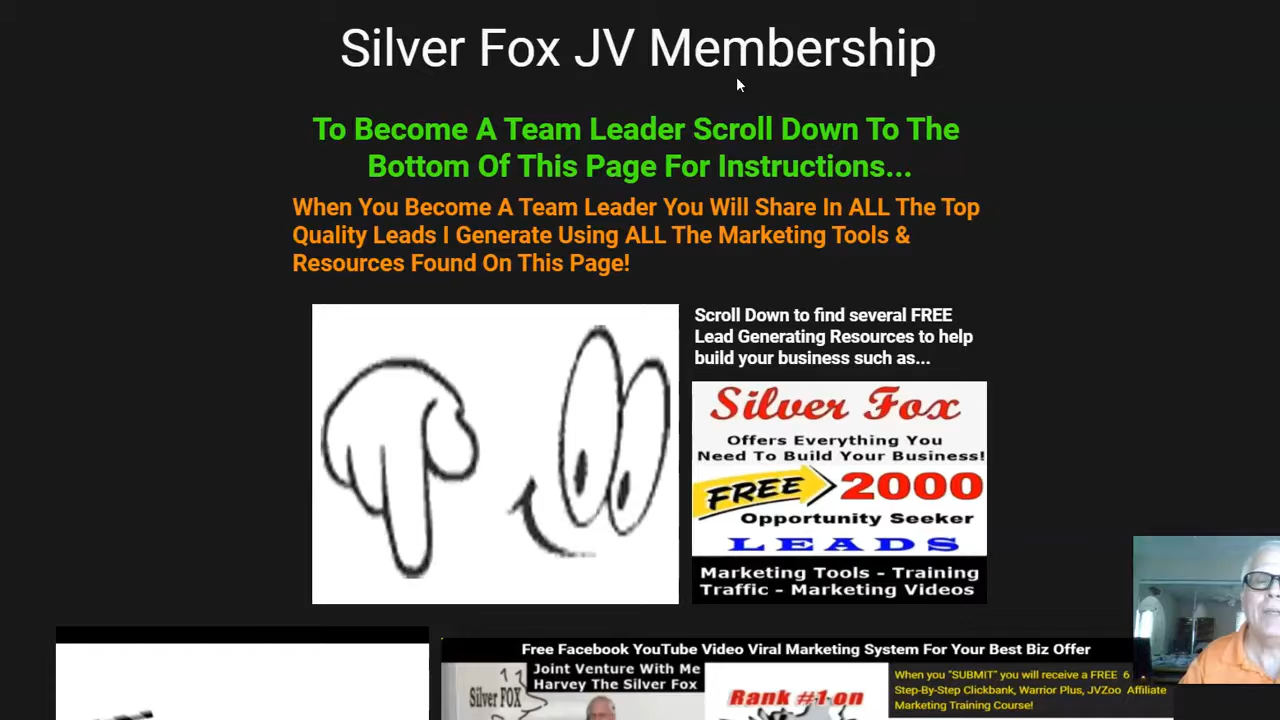 Silver Fox JV Membership
To Become A Team Leader Scroll Down To The
Bottom Of This Page For Instructions...
When You Become A Team Leader You Will Share In ALL The Top
Quality Leads I Generate Using ALL The Marketing Tools &
Resources Found On This Page!
Scroll Down to find several FREE
Lead Generating Resources to help
build your business such as...
Silver Fox
Offers Everything You
Need To Build Your Business!
FREE 2000
Opportunity Seeker
LEADS
Marketing Tools - Training
Traffic - Marketing Videos
Free Facebook YouTube Video Viral Marketing System For Your Best Biz Offer
Joint Venture With Me
Harvey The Silver Fox
Silver FOX
Rank #1 on
When you "SUBMIT" you will receive a FREE 6
Step-By-Step Clickbank, Warrior Plus, JVZoo Affiliate
Marketing Training Course!